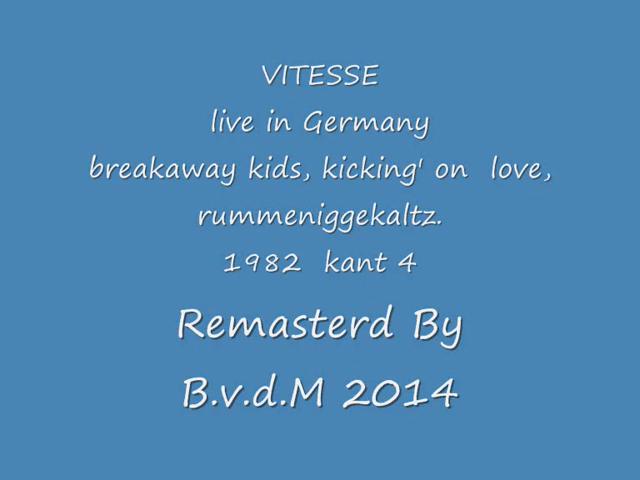 VITESSE
live in Germany
breakaway kids, kicking' on love,
rummeniggekaltz.
1982 kant 4
Remasterd By
B.v.d.M 2014